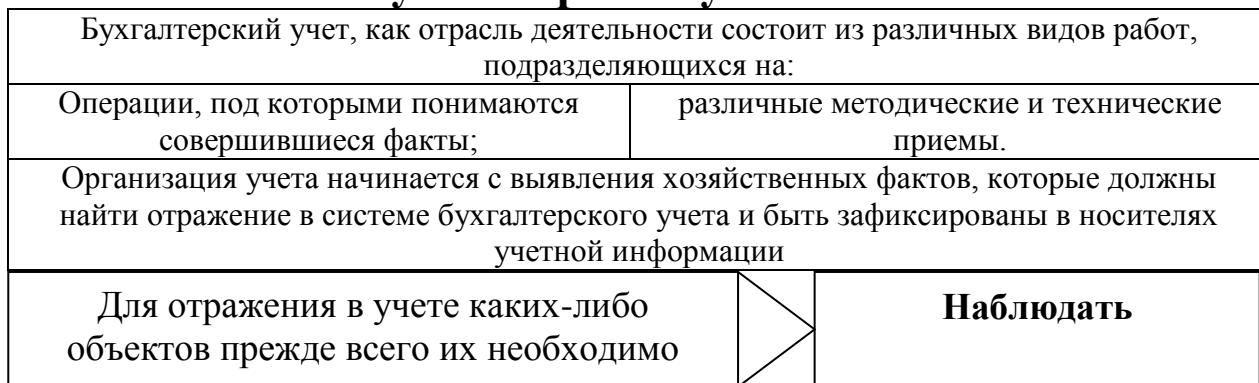 Бухгалтерский учет, как отрасль деятельности состоит из различных видов работ,
подразделяющихся на:
Операции, под которыми понимаются
совершившиеся факты;
различные методические и технические
приемы.
Организация учета начинается с выявления хозяйственных фактов, которые должны
найти отражение в системе бухгалтерского учета и быть зафиксированы в носителях
учетной информации
Для отражения в учете каких-либо
объектов прежде всего их необходимо
Наблюдать